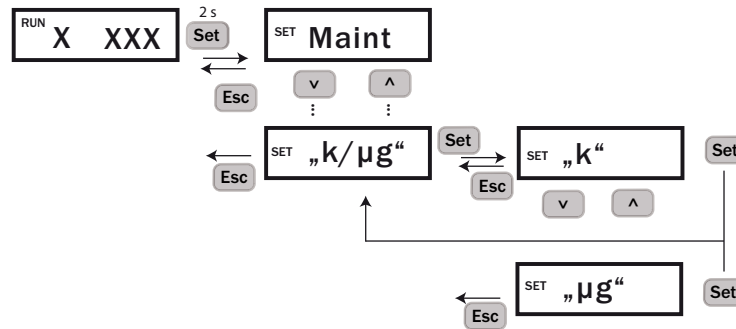 RUN X XXX
2 s
Set
SET Maint
Esc
v ^
SET „k/µg“
Set
SET „k“
Set
Esc
Esc
v ^
SET „µg“
Set
Esc